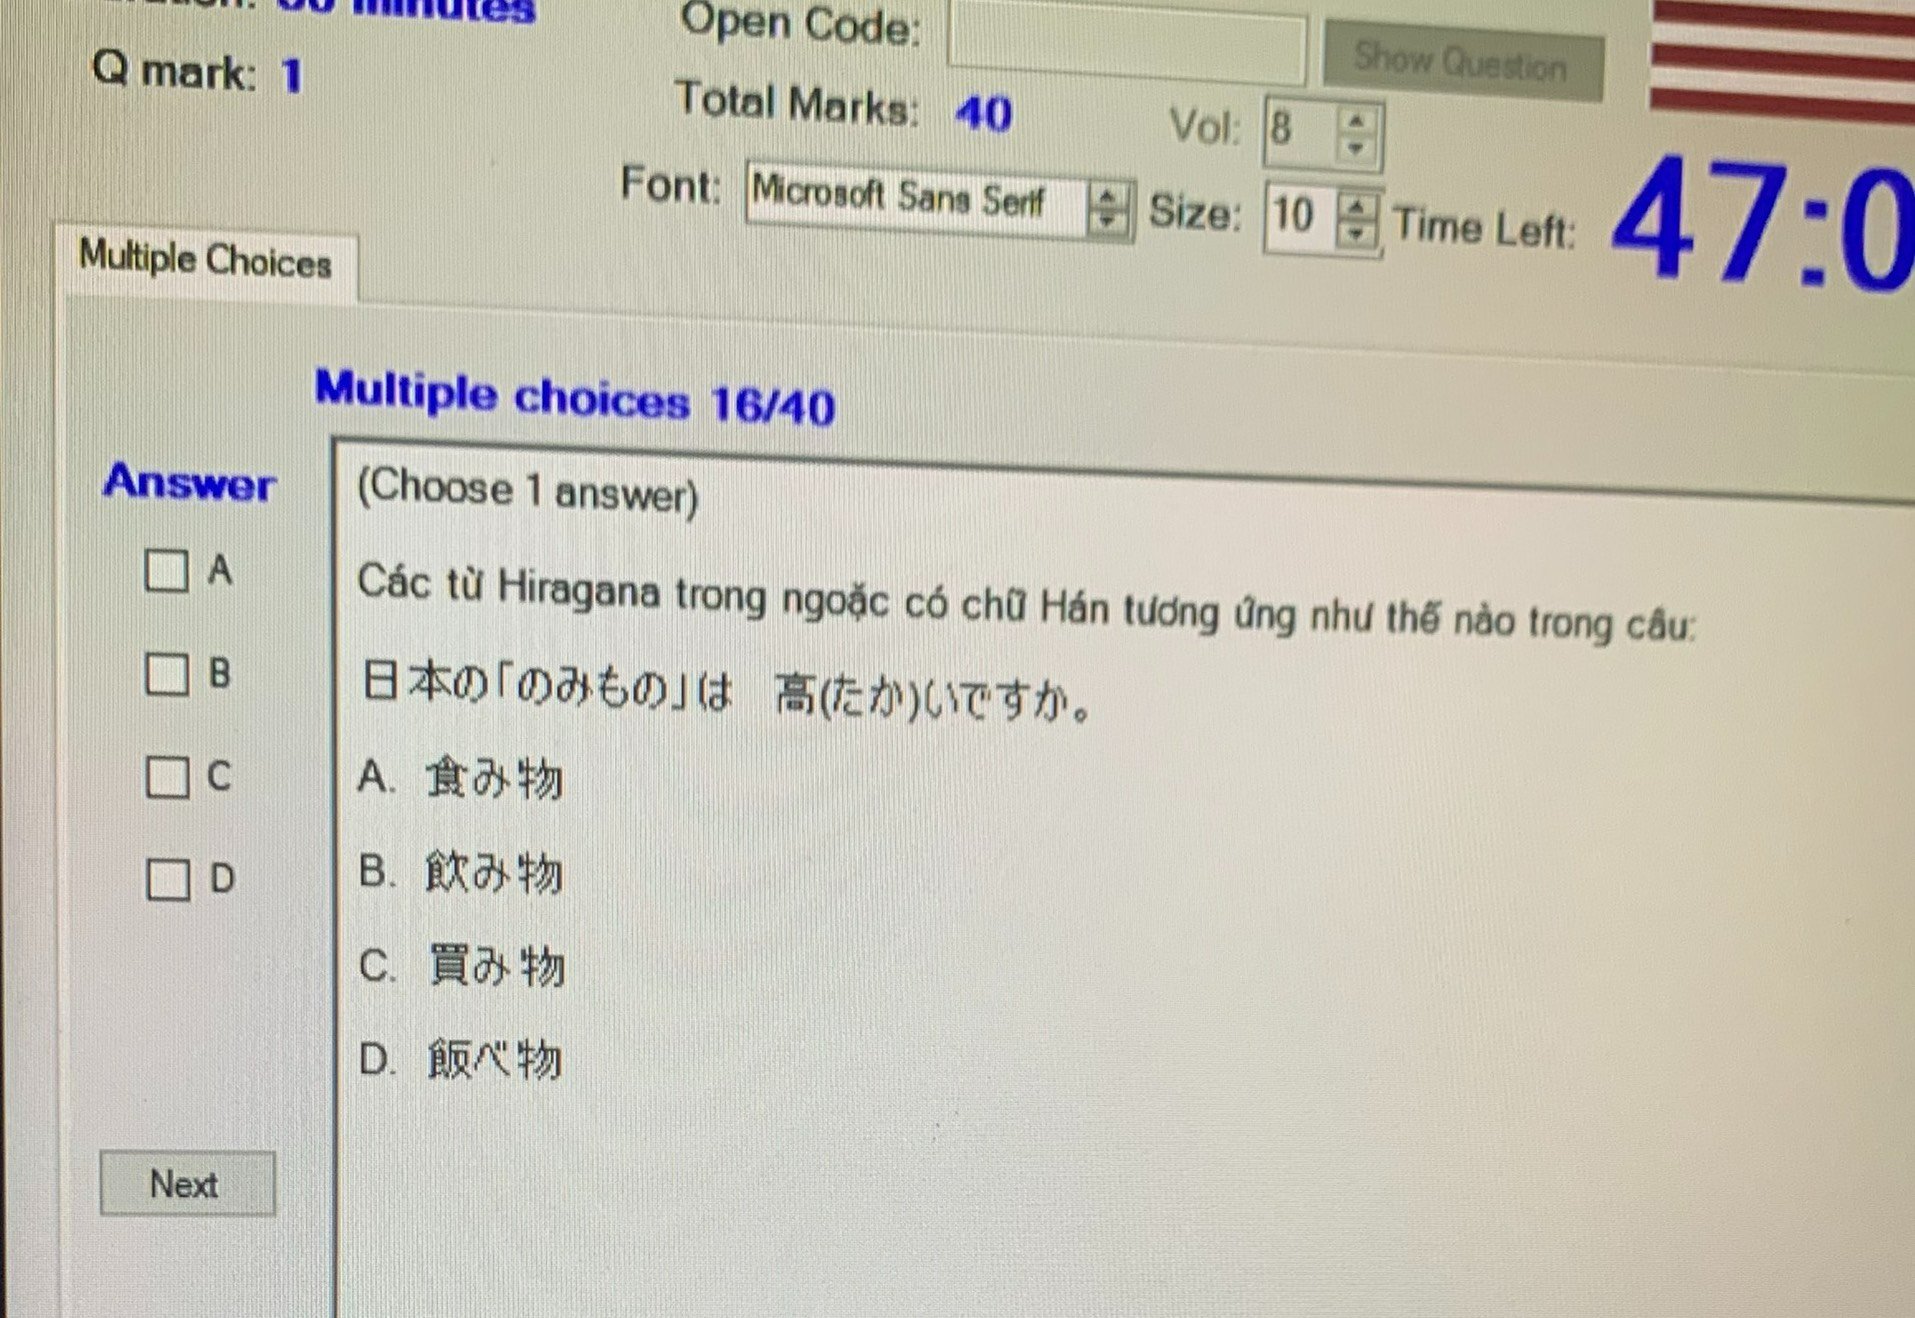 minutes
Open Code:
Show Question
Q mark: 1
Total Marks: 40
Vol: 8
Font: Microsoft Sans Serif
Size: 10
Time Left: 47:0
Multiple Choices
Multiple choices 16/40
Answer
(Choose 1 answer)
A
Các từ Hiragana trong ngoặc có chữ Hán tương ứng như thế nào trong câu:
B
日本の「のみもの」は 高(たか)いですか。
C
A. 食み物
D
B. 飲み物
C. 買み物
D. 飯べ物
Next